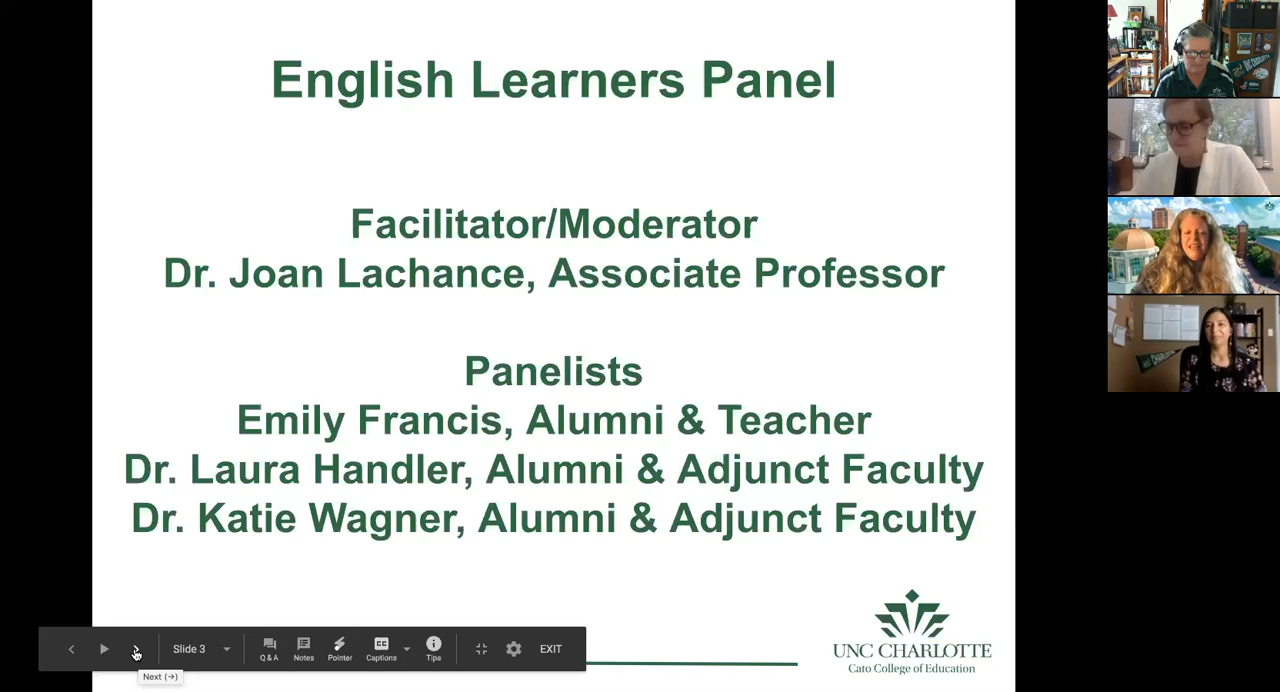 English Learners Panel
Facilitator/Moderator
Dr. Joan Lachance, Associate Professor
Panelists
Emily Francis, Alumni & Teacher
Dr. Laura Handler, Alumni & Adjunct Faculty
Dr. Katie Wagner, Alumni & Adjunct Faculty
UNC CHARLOTTE
Cato College of Education
Slide 3
Q & A
Notes
Pointer
CC
Captions
Tips
EXIT
Next (→)
CHARLOTTE